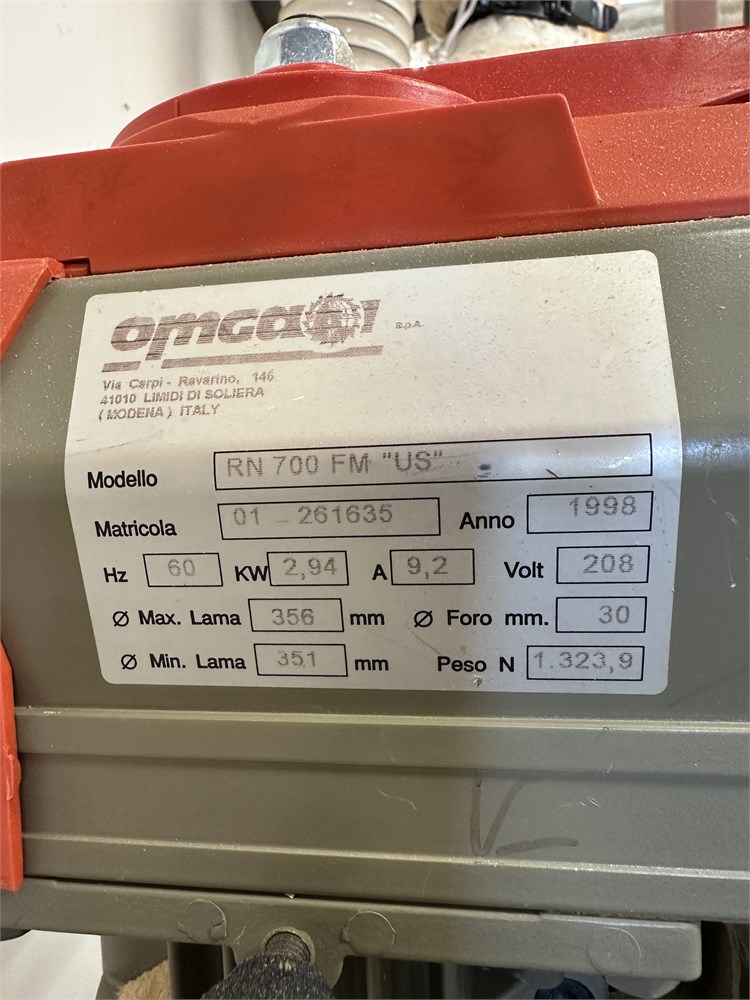 omga
s.p.A.
Via Carpi - Ravarino, 146
41010 LIMIDI DI SOLIERA
( MODENA ) ITALY
Modello RN 700 FM "US"
Matricola 01 - 261635 Anno 1998
Hz 60 KW 2,94 A 9,2 Volt 208
Ø Max. Lama 356 mm Ø Foro mm. 30
Ø Min. Lama 351 mm Peso N 1.323,9